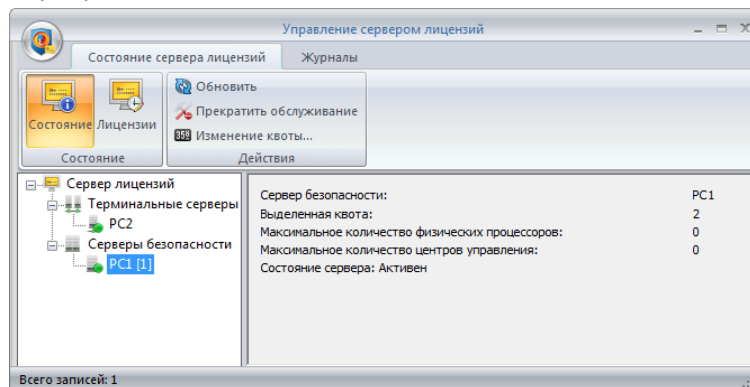 Управление сервером лицензий
Состояние сервера лицензий
Журналы
Состояние
Лицензии
Обновить
Прекратить обслуживание
Изменение квоты...
Состояние
Действия
Сервер лицензий
Терминальные серверы
PC2
Серверы безопасности
PC1 [1]
Сервер безопасности: PC1
Выделенная квота: 2
Максимальное количество физических процессоров: 0
Максимальное количество центров управления: 0
Состояние сервера: Активен
Всего записей: 1